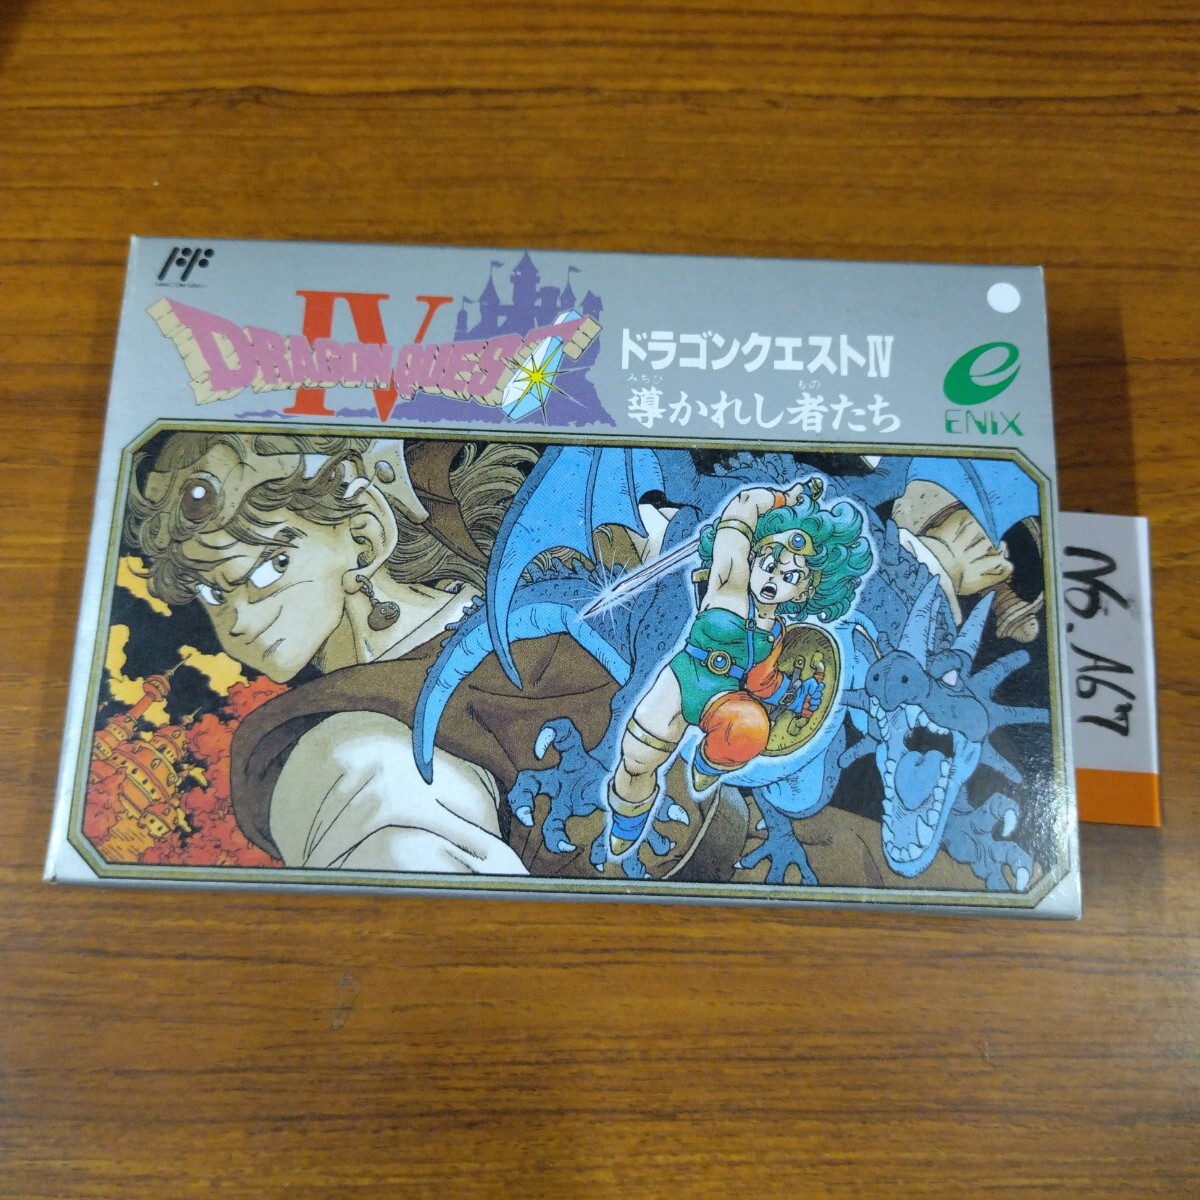 DRAGON QUEST
IV
ドラゴンクエストIV
みちび もの
導かれし者たち
ENIX
No. A67